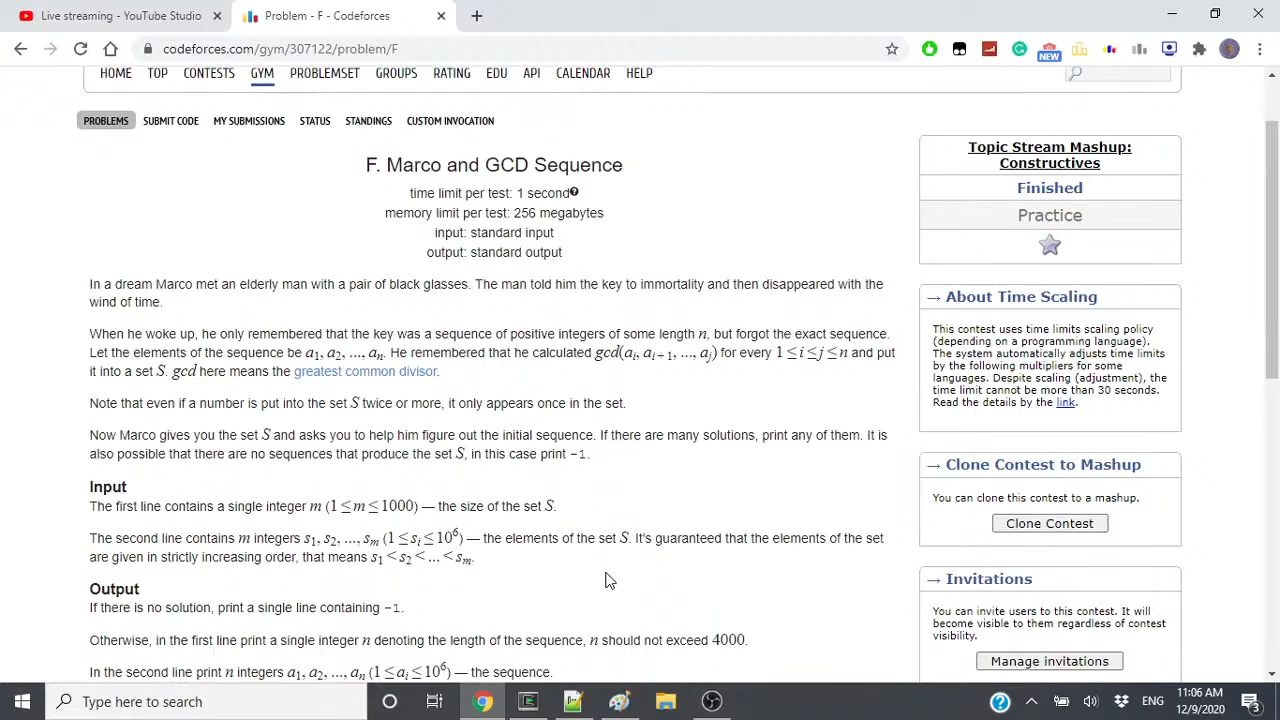 Live streaming - YouTube Studio
Problem - F - Codeforces
codeforces.com/gym/307122/problem/F
NEW
HOME TOP CONTESTS GYM PROBLEMSET GROUPS RATING EDU API CALENDAR HELP
PROBLEMS SUBMIT CODE MY SUBMISSIONS STATUS STANDINGS CUSTOM INVOCATION
F. Marco and GCD Sequence
time limit per test: 1 second
memory limit per test: 256 megabytes
input: standard input
output: standard output
In a dream Marco met an elderly man with a pair of black glasses. The man told him the key to immortality and then disappeared with the
wind of time.
When he woke up, he only remembered that the key was a sequence of positive integers of some length n, but forgot the exact sequence.
Let the elements of the sequence be a1, a2, ..., an. He remembered that he calculated gcd(ai, ai + 1, ..., aj) for every 1 ≤ i ≤ j ≤ n and put
it into a set S. gcd here means the greatest common divisor.
Note that even if a number is put into the set S twice or more, it only appears once in the set.
Now Marco gives you the set S and asks you to help him figure out the initial sequence. If there are many solutions, print any of them. It is
also possible that there are no sequences that produce the set S, in this case print -1.
Input
The first line contains a single integer m (1 ≤ m ≤ 1000) — the size of the set S.
The second line contains m integers s1, s2, ..., sm (1 ≤ si ≤ 10^6) — the elements of the set S. It's guaranteed that the elements of the set
are given in strictly increasing order, that means s1 < s2 < ... < sm.
Output
If there is no solution, print a single line containing -1.
Otherwise, in the first line print a single integer n denoting the length of the sequence, n should not exceed 4000.
In the second line print n integers a1, a2, ..., an (1 ≤ ai ≤ 10^6) — the sequence.
Topic Stream Mashup:
Constructives
Finished
Practice
→ About Time Scaling
This contest uses time limits scaling policy
(depending on a programming language).
The system automatically adjusts time limits
by the following multipliers for some
languages. Despite scaling (adjustment), the
time limit cannot be more than 30 seconds.
Read the details by the link.
→ Clone Contest to Mashup
You can clone this contest to a mashup.
Clone Contest
→ Invitations
You can invite users to this contest. It will
become visible to them regardless of contest
visibility.
Manage invitations
Type here to search
ENG
11:06 AM
12/9/2020
3